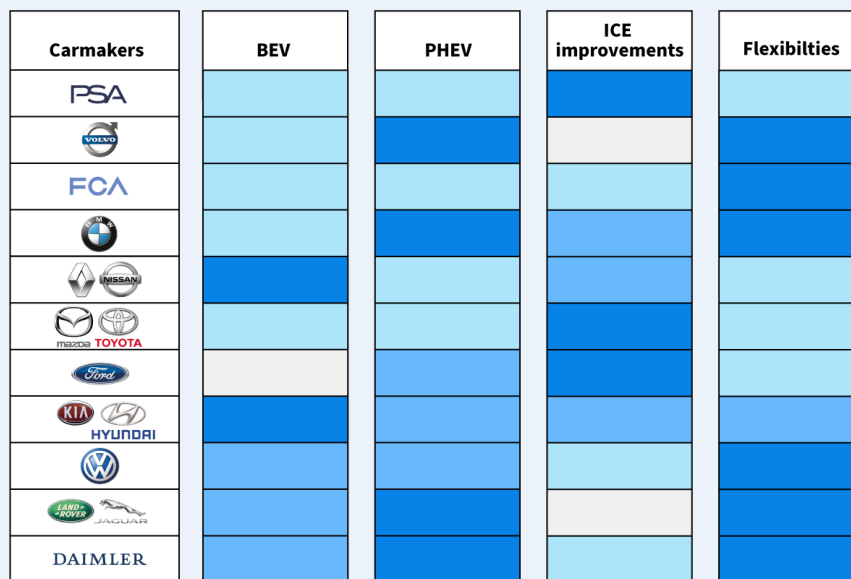 Carmakers
BEV
PHEV
ICE
improvements
Flexibilties
PSA
VOLVO
FCA
BMW
NISSAN
mazda TOYOTA
Ford
KIA
HYUNDAI
LAND-
-ROVER
JAGUAR
DAIMLER